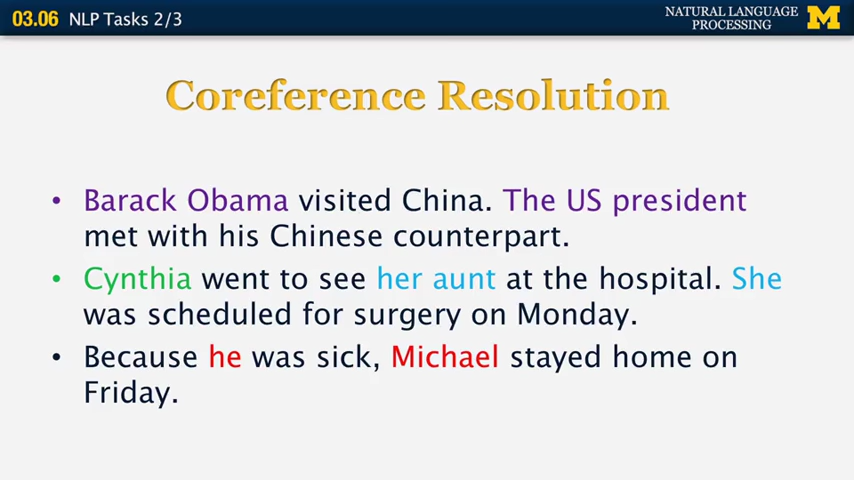 03.06 NLP Tasks 2/3
NATURAL LANGUAGE
PROCESSING
M
Coreference Resolution
• Barack Obama visited China. The US president
met with his Chinese counterpart.
• Cynthia went to see her aunt at the hospital. She
was scheduled for surgery on Monday.
• Because he was sick, Michael stayed home on
Friday.